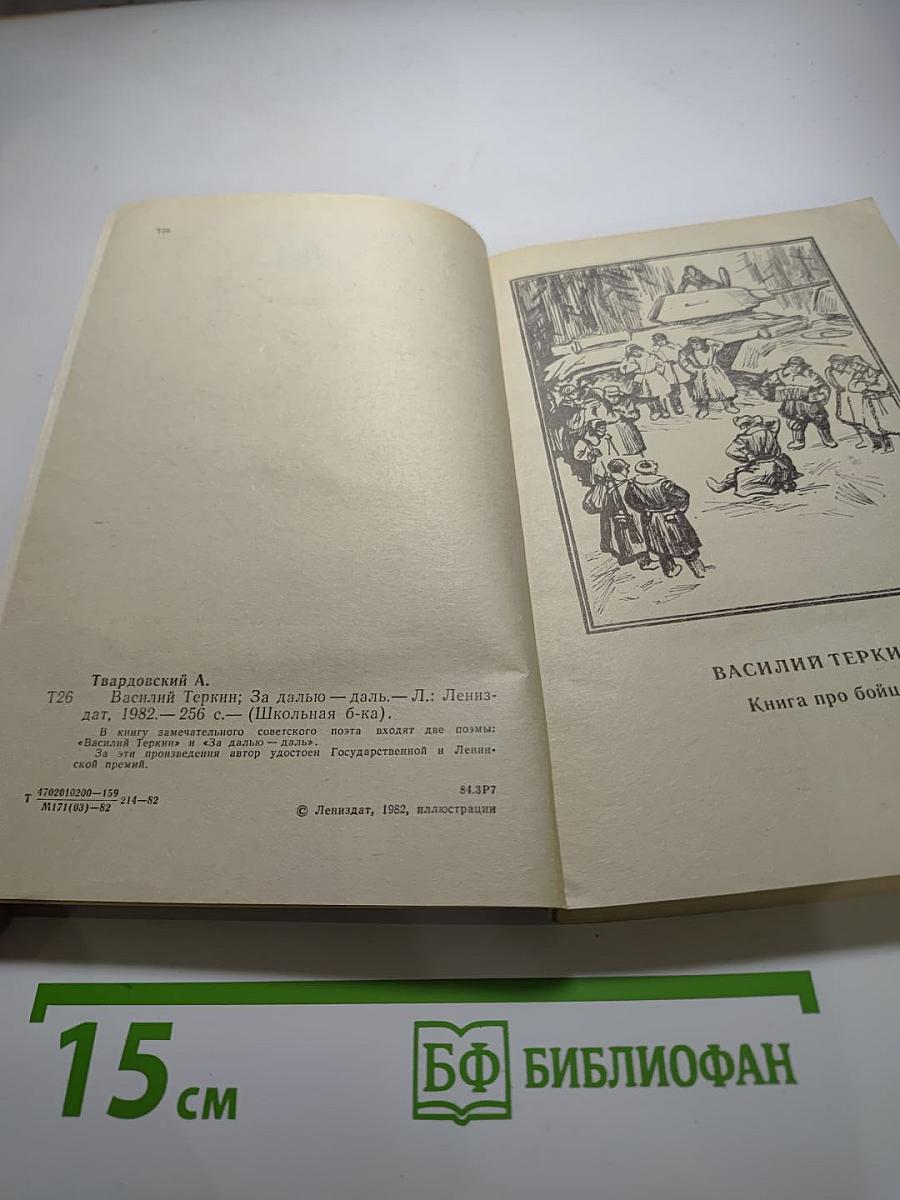 Т26
Твардовский А.
Т26 Василий Теркин; За далью — даль.— Л.: Лениз-
дат, 1982.— 256 с.— (Школьная б-ка).
В книгу замечательного советского поэта входят две поэмы:
«Василий Теркин» и «За далью — даль».
За эти произведения автор удостоен Государственной и Ленин-
ской премий.
Т 4702010200—159 214—82
М171(03)—82
84.3Р7
© Лениздат, 1982, иллюстрации
ВАСИЛИЙ ТЕРКИ
Книга про бойц
15 см
БФ БИБЛИОФАН